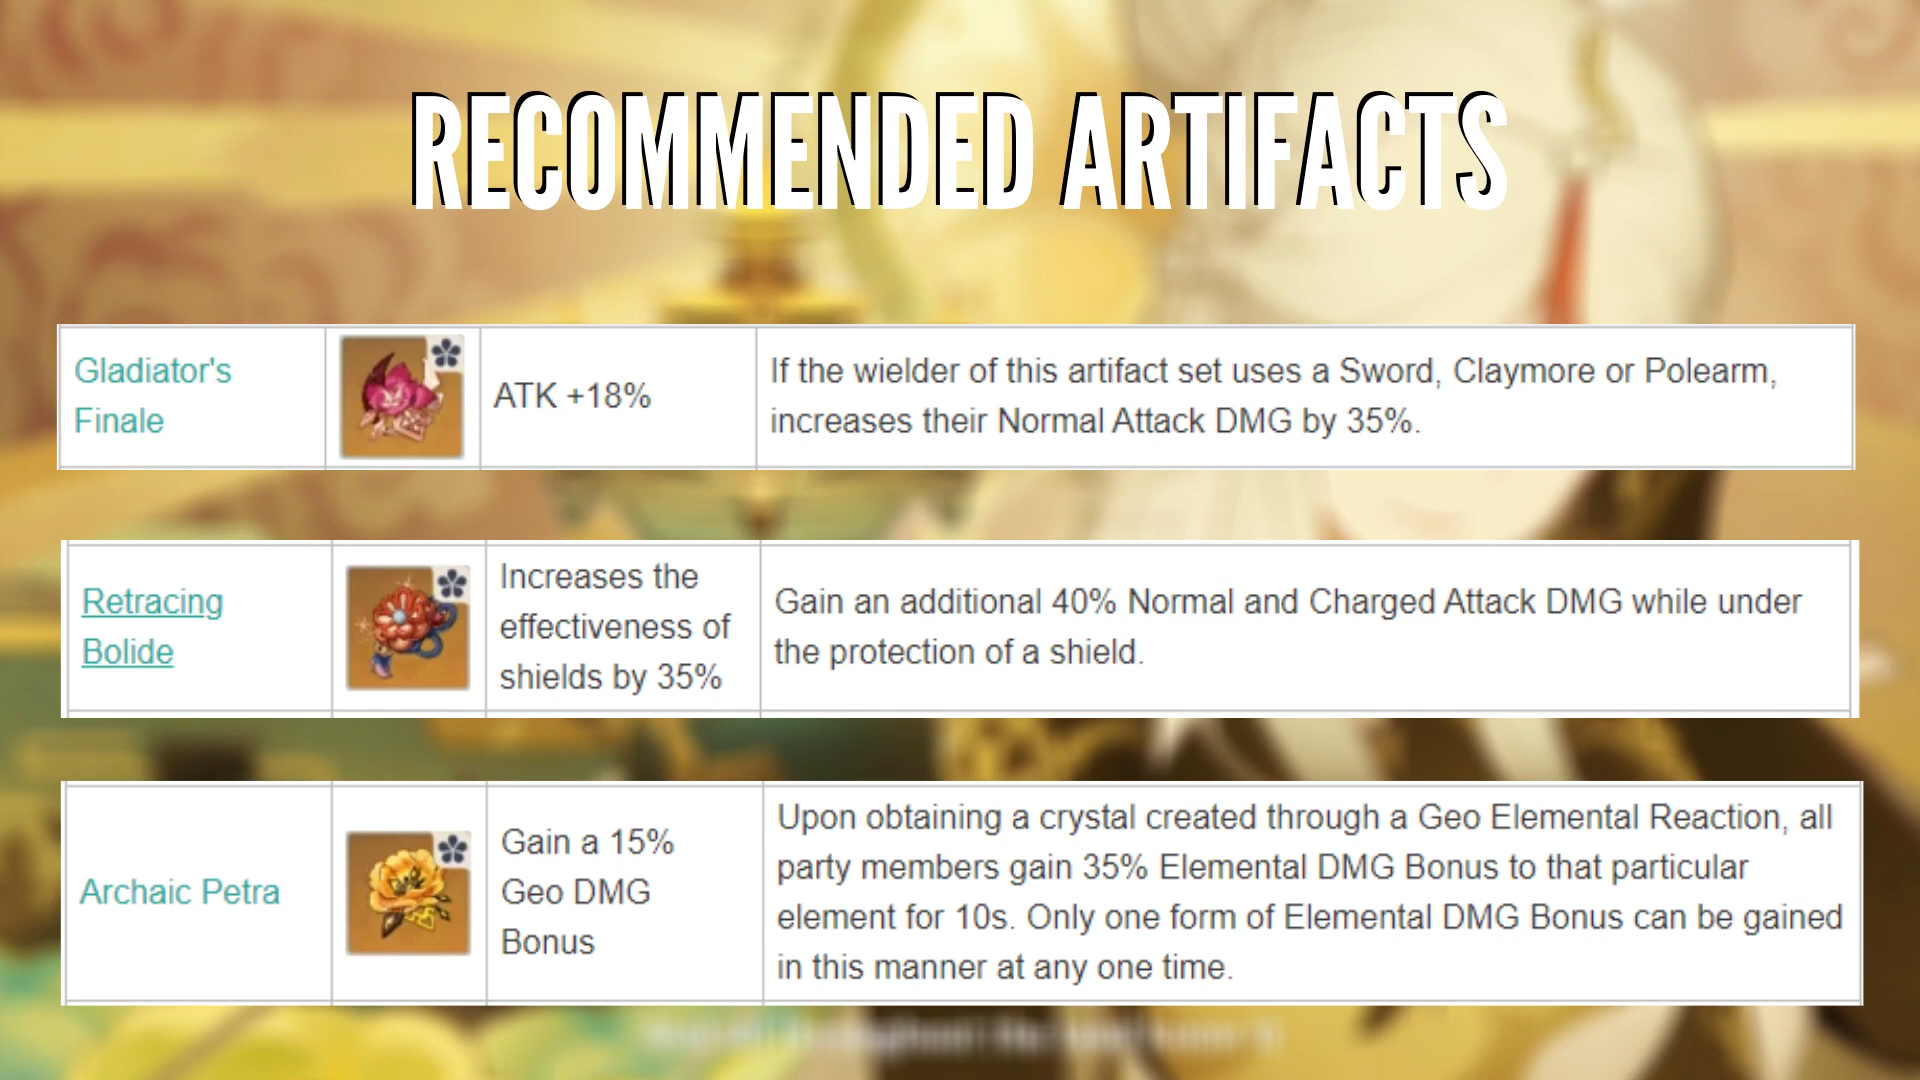 RECOMMENDED ARTIFACTS
Gladiator's
Finale
ATK +18%
If the wielder of this artifact set uses a Sword, Claymore or Polearm,
increases their Normal Attack DMG by 35%.
Retracing
Bolide
Increases the
effectiveness of
shields by 35%
Gain an additional 40% Normal and Charged Attack DMG while under
the protection of a shield.
Archaic Petra
Gain a 15%
Geo DMG
Bonus
Upon obtaining a crystal created through a Geo Elemental Reaction, all
party members gain 35% Elemental DMG Bonus to that particular
element for 10s. Only one form of Elemental DMG Bonus can be gained
in this manner at any one time.